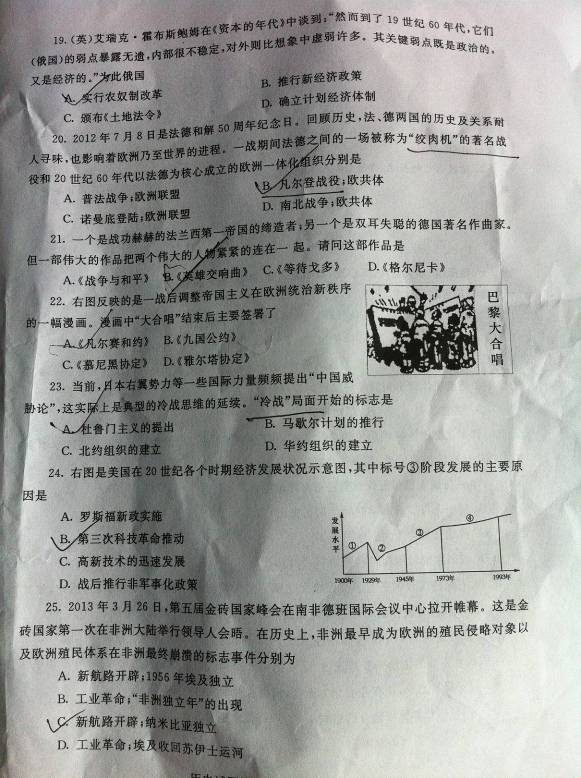 19. (英)艾瑞克·霍布斯鲍姆在《资本的年代》中谈到:“然而到了 19 世纪 60 年代,它们
(俄国)的弱点暴露无遗,内部很不稳定,对外则比想象中虚弱许多。其关键弱点既是政治的,
又是经济的。”为此俄国
A. 实行农奴制改革
B. 推行新经济政策
C. 颁布《土地法令》
D. 确立计划经济体制
20. 2012 年 7 月 8 日是法德和解 50 周年纪念日。回顾历史,法、德两国的历史及关系耐
人寻味,也影响着欧洲乃至世界的进程。一战期间法德之间的一场被称为“绞肉机”的著名战
役和 20 世纪 60 年代以法德为核心成立的欧洲一体化组织分别是
A. 普法战争;欧洲联盟
B. 凡尔登战役;欧共体
C. 诺曼底登陆;欧洲联盟
D. 南北战争;欧共体
21. 一个是战功赫赫的法兰西第一帝国的缔造者;另一个是双耳失聪的德国著名作曲家。
但一部伟大的作品把两个伟大的人物紧紧的连在一起。请问这部作品是
A.《战争与和平》 B.《英雄交响曲》 C.《等待戈多》 D.《格尔尼卡》
22. 右图反映的是一战后调整帝国主义在欧洲统治新秩序
的一幅漫画。漫画中“大合唱”结束后主要签署了
A.《凡尔赛和约》 B.《九国公约》
C.《慕尼黑协定》 D.《雅尔塔协定》
巴黎大合唱
23. 当前,日本右翼势力等一些国际力量频频提出“中国威
胁论”,这实际上是典型的冷战思维的延续。“冷战”局面开始的标志是
A. 杜鲁门主义的提出
B. 马歇尔计划的推行
C. 北约组织的建立
D. 华约组织的建立
24. 右图是美国在 20 世纪各个时期经济发展状况示意图,其中标号③阶段发展的主要原
因是
A. 罗斯福新政实施
B. 第三次科技革命推动
C. 高新技术的迅速发展
D. 战后推行非军事化政策
发展水平
① ② ③ ④
1900年 1929年 1945年 1973年 1993年
25. 2013 年 3 月 26 日,第五届金砖国家峰会在南非德班国际会议中心拉开帷幕。这是金
砖国家第一次在非洲大陆举行领导人会晤。在历史上,非洲最早成为欧洲的殖民侵略对象以
及欧洲殖民体系在非洲最终崩溃的标志事件分别为
A. 新航路开辟;1956 年埃及独立
B. 工业革命;“非洲独立年”的出现
C. 新航路开辟;纳米比亚独立
D. 工业革命;埃及收回苏伊士运河